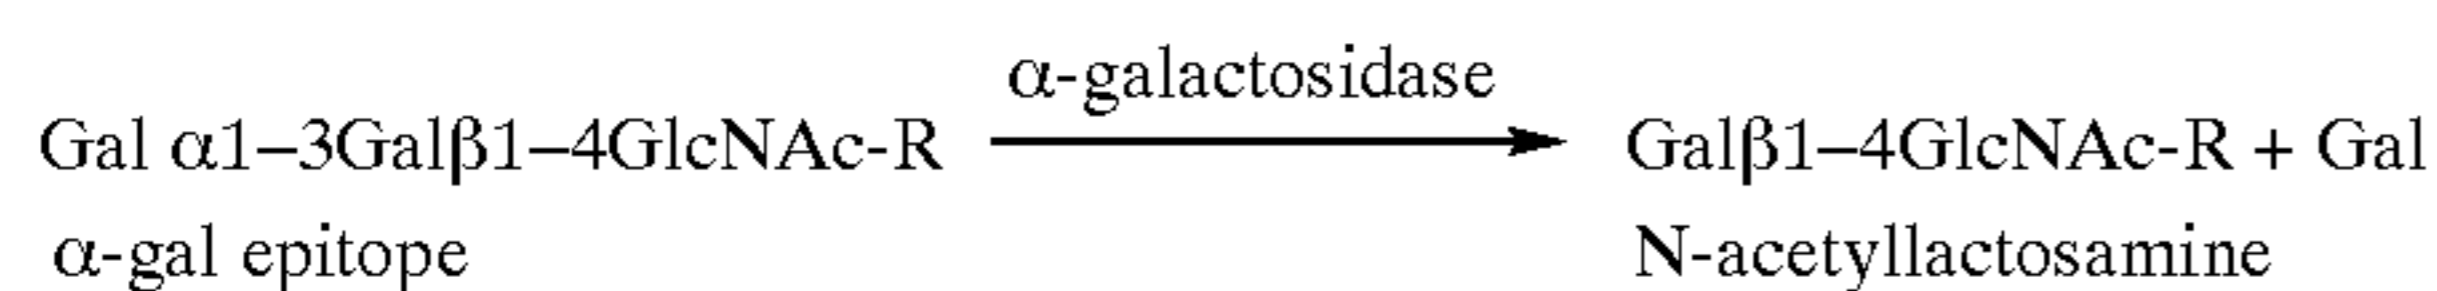 α-galactosidase
Gal α1–3Galβ1–4GlcNAc-R Galβ1–4GlcNAc-R + Gal
α-gal epitope N-acetyllactosamine